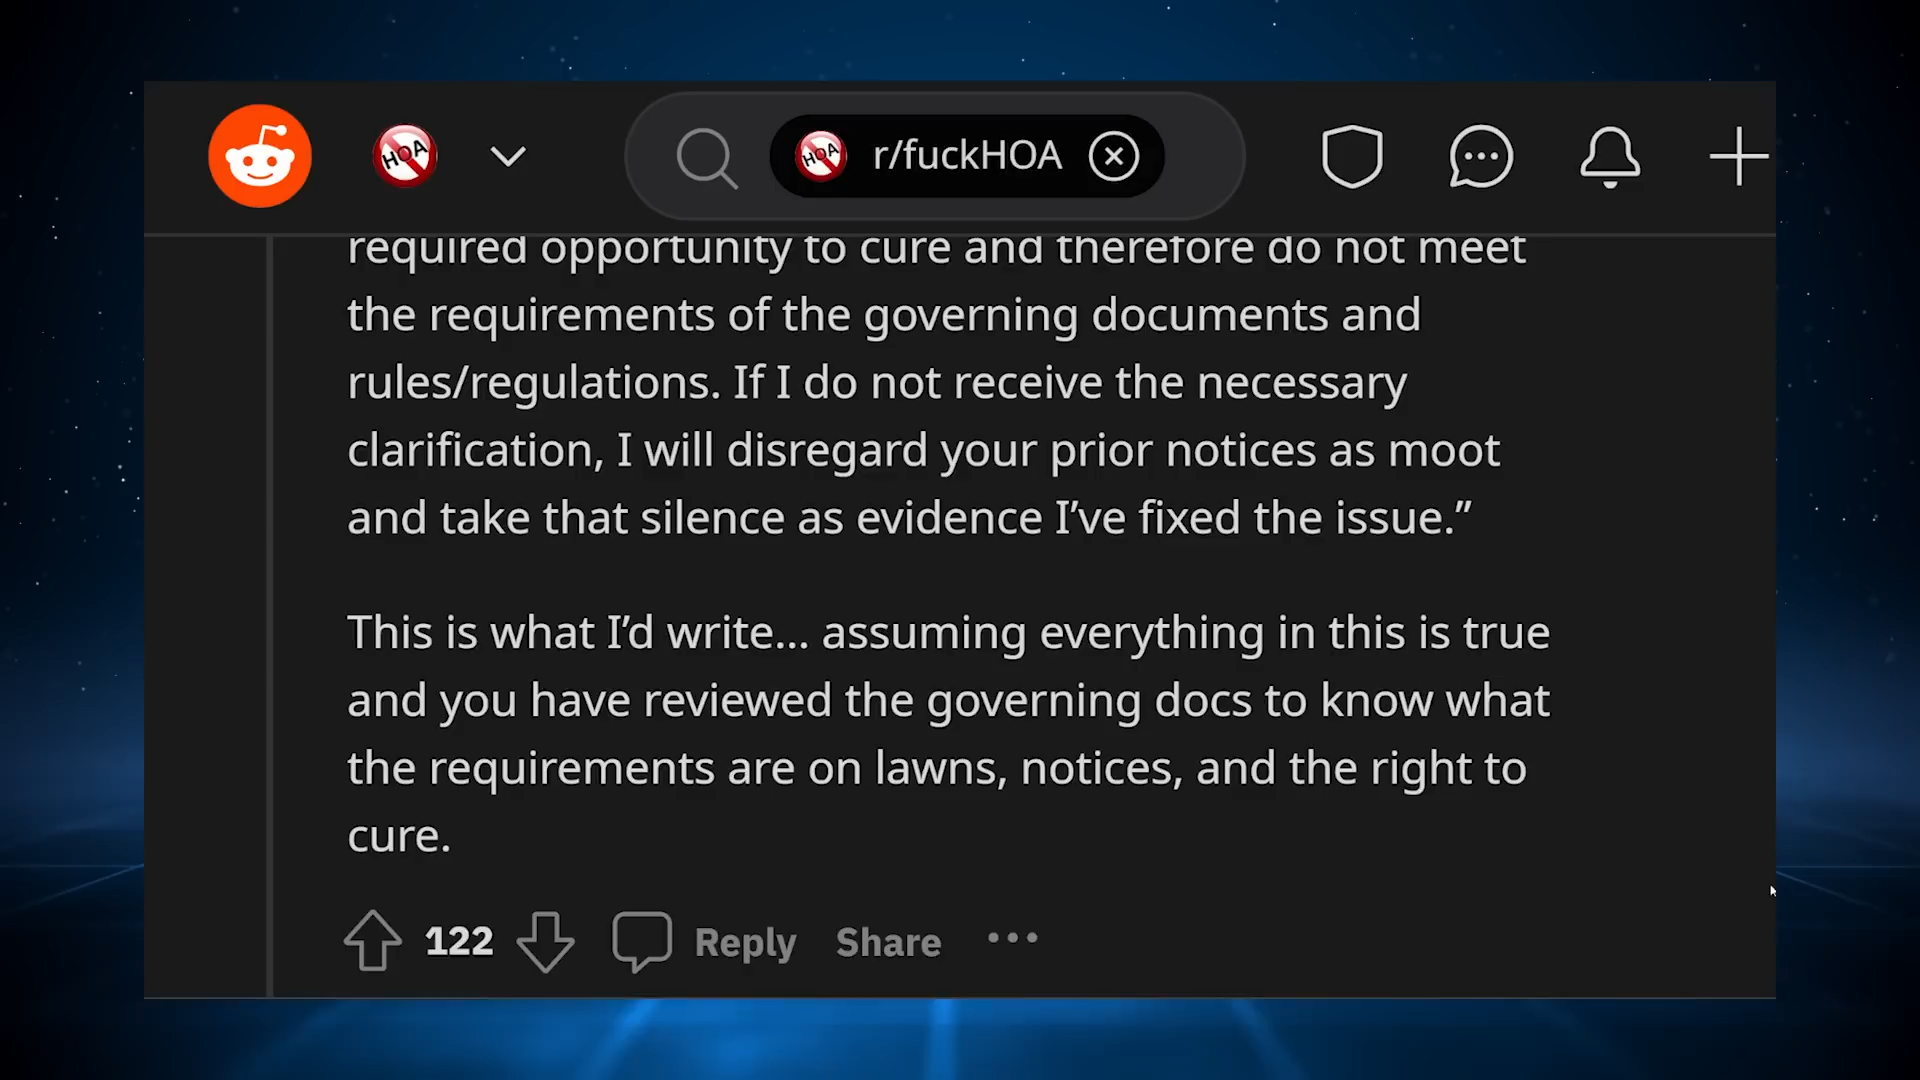 HOA
HOA r/fuckHOA
required opportunity to cure and therefore do not meet
the requirements of the governing documents and
rules/regulations. If I do not receive the necessary
clarification, I will disregard your prior notices as moot
and take that silence as evidence I’ve fixed the issue.”
This is what I’d write... assuming everything in this is true
and you have reviewed the governing docs to know what
the requirements are on lawns, notices, and the right to
cure.
122 Reply Share